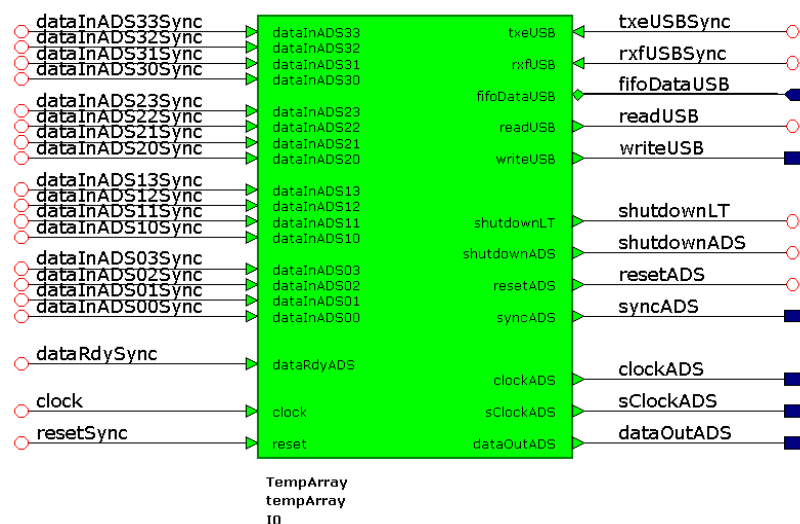 dataInADS33Sync dataInADS33 txeUSB txeUSBSync
dataInADS32Sync dataInADS32
dataInADS31Sync dataInADS31 rxfUSB rxfUSBSync
dataInADS30Sync dataInADS30
fifoDataUSB fifoDataUSB
dataInADS23Sync dataInADS23
dataInADS22Sync dataInADS22 readUSB readUSB
dataInADS21Sync dataInADS21
dataInADS20Sync dataInADS20 writeUSB writeUSB
dataInADS13Sync dataInADS13
dataInADS12Sync dataInADS12
dataInADS11Sync dataInADS11 shutdownLT shutdownLT
dataInADS10Sync dataInADS10
shutdownADS shutdownADS
dataInADS03Sync dataInADS03
dataInADS02Sync dataInADS02 resetADS resetADS
dataInADS01Sync dataInADS01
dataInADS00Sync dataInADS00 syncADS syncADS
dataRdySync dataRdyADS
clockADS clockADS
clock clock sClockADS sClockADS
resetSync reset dataOutADS dataOutADS
TempArray
tempArray
I0